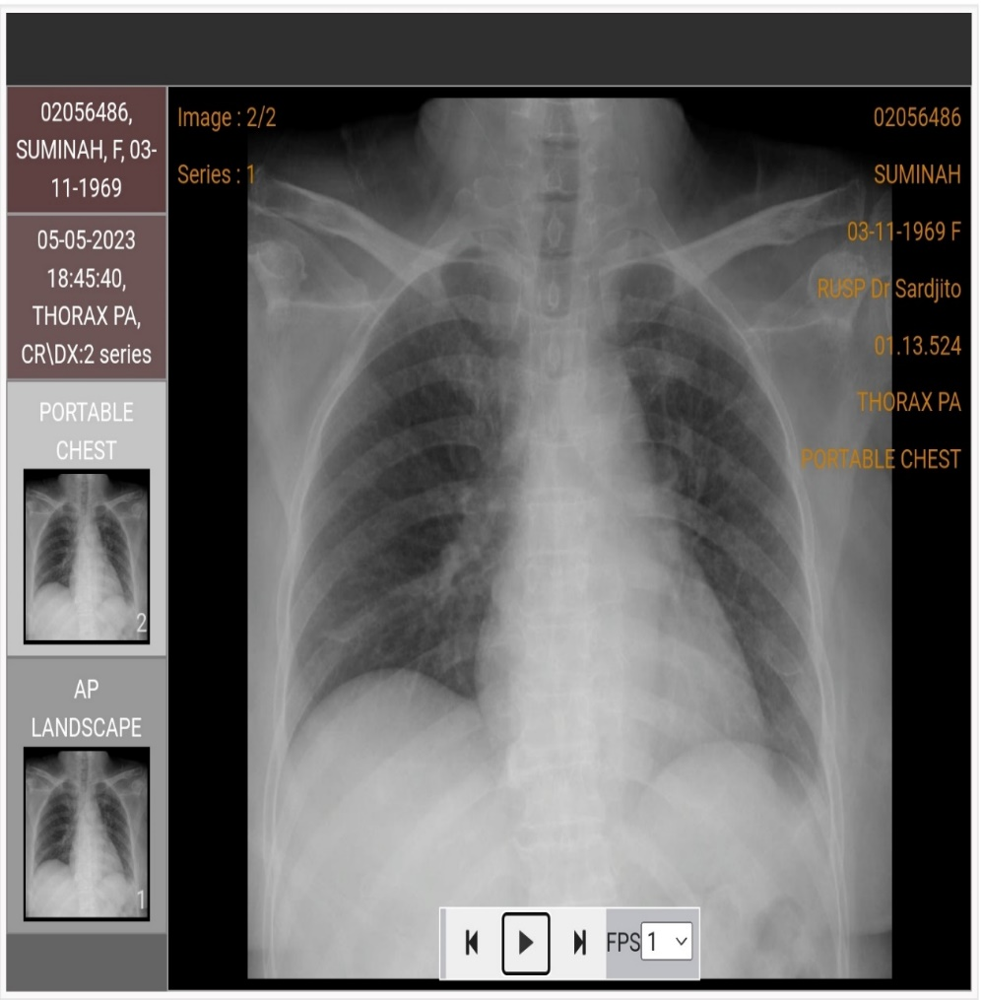 02056486,
SUMINAH, F, 03-
11-1969
05-05-2023
18:45:40,
THORAX PA,
CR\DX:2 series
PORTABLE
CHEST
2
AP
LANDSCAPE
1
Image : 2/2
Series : 1
02056486
SUMINAH
03-11-1969 F
RUSP Dr Sardjito
01.13.524
THORAX PA
PORTABLE CHEST
FPS 1